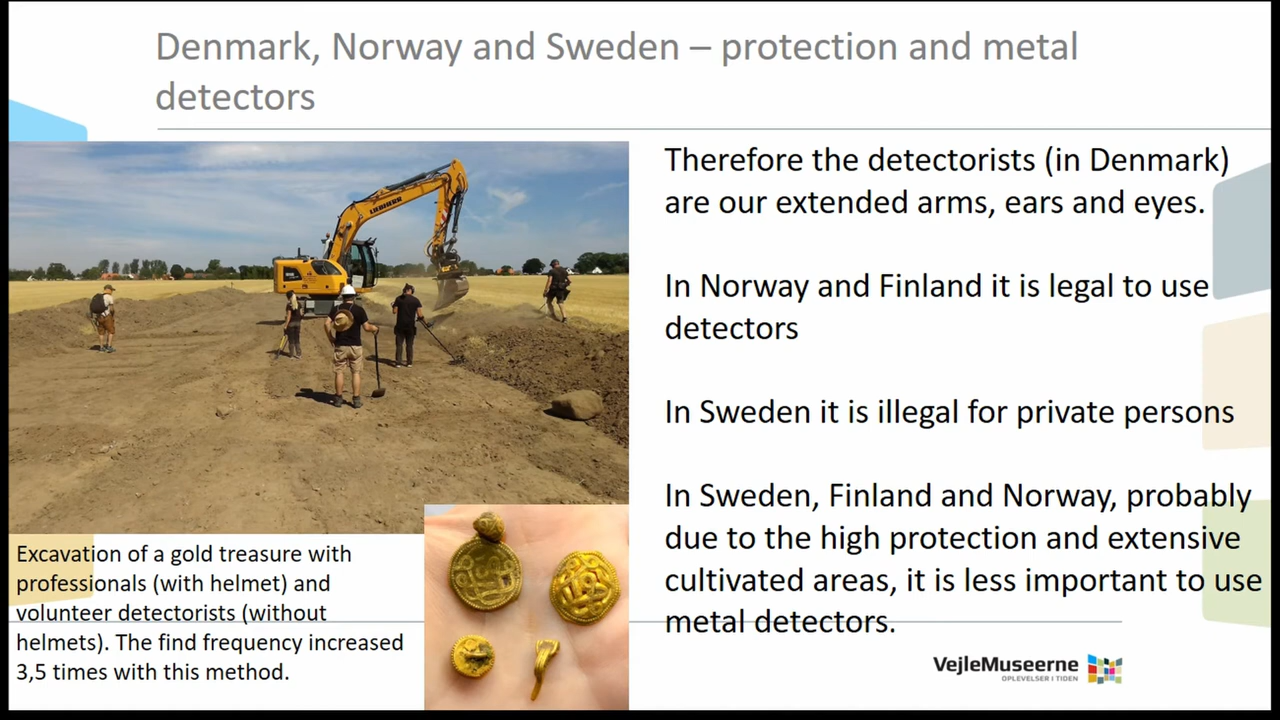 Denmark, Norway and Sweden – protection and metal
detectors
LIEBHERR
Therefore the detectorists (in Denmark)
are our extended arms, ears and eyes.
In Norway and Finland it is legal to use
detectors
In Sweden it is illegal for private persons
In Sweden, Finland and Norway, probably
due to the high protection and extensive
cultivated areas, it is less important to use
metal detectors.
Excavation of a gold treasure with
professionals (with helmet) and
volunteer detectorists (without
helmets). The find frequency increased
3,5 times with this method.
VejleMuseerne
OPLEVELSER I TIDEN